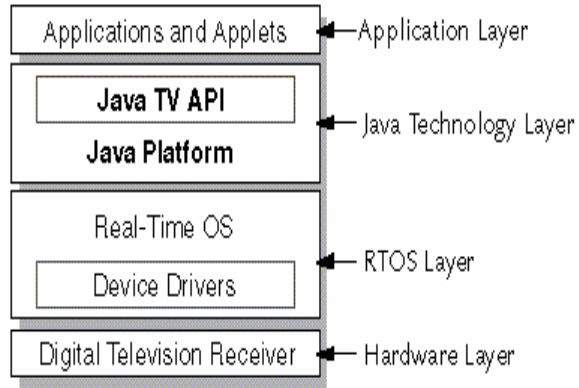 Applications and Applets
Application Layer
Java TV API
Java Platform
Java Technology Layer
Real-Time OS
Device Drivers
RTOS Layer
Digital Television Receiver
Hardware Layer